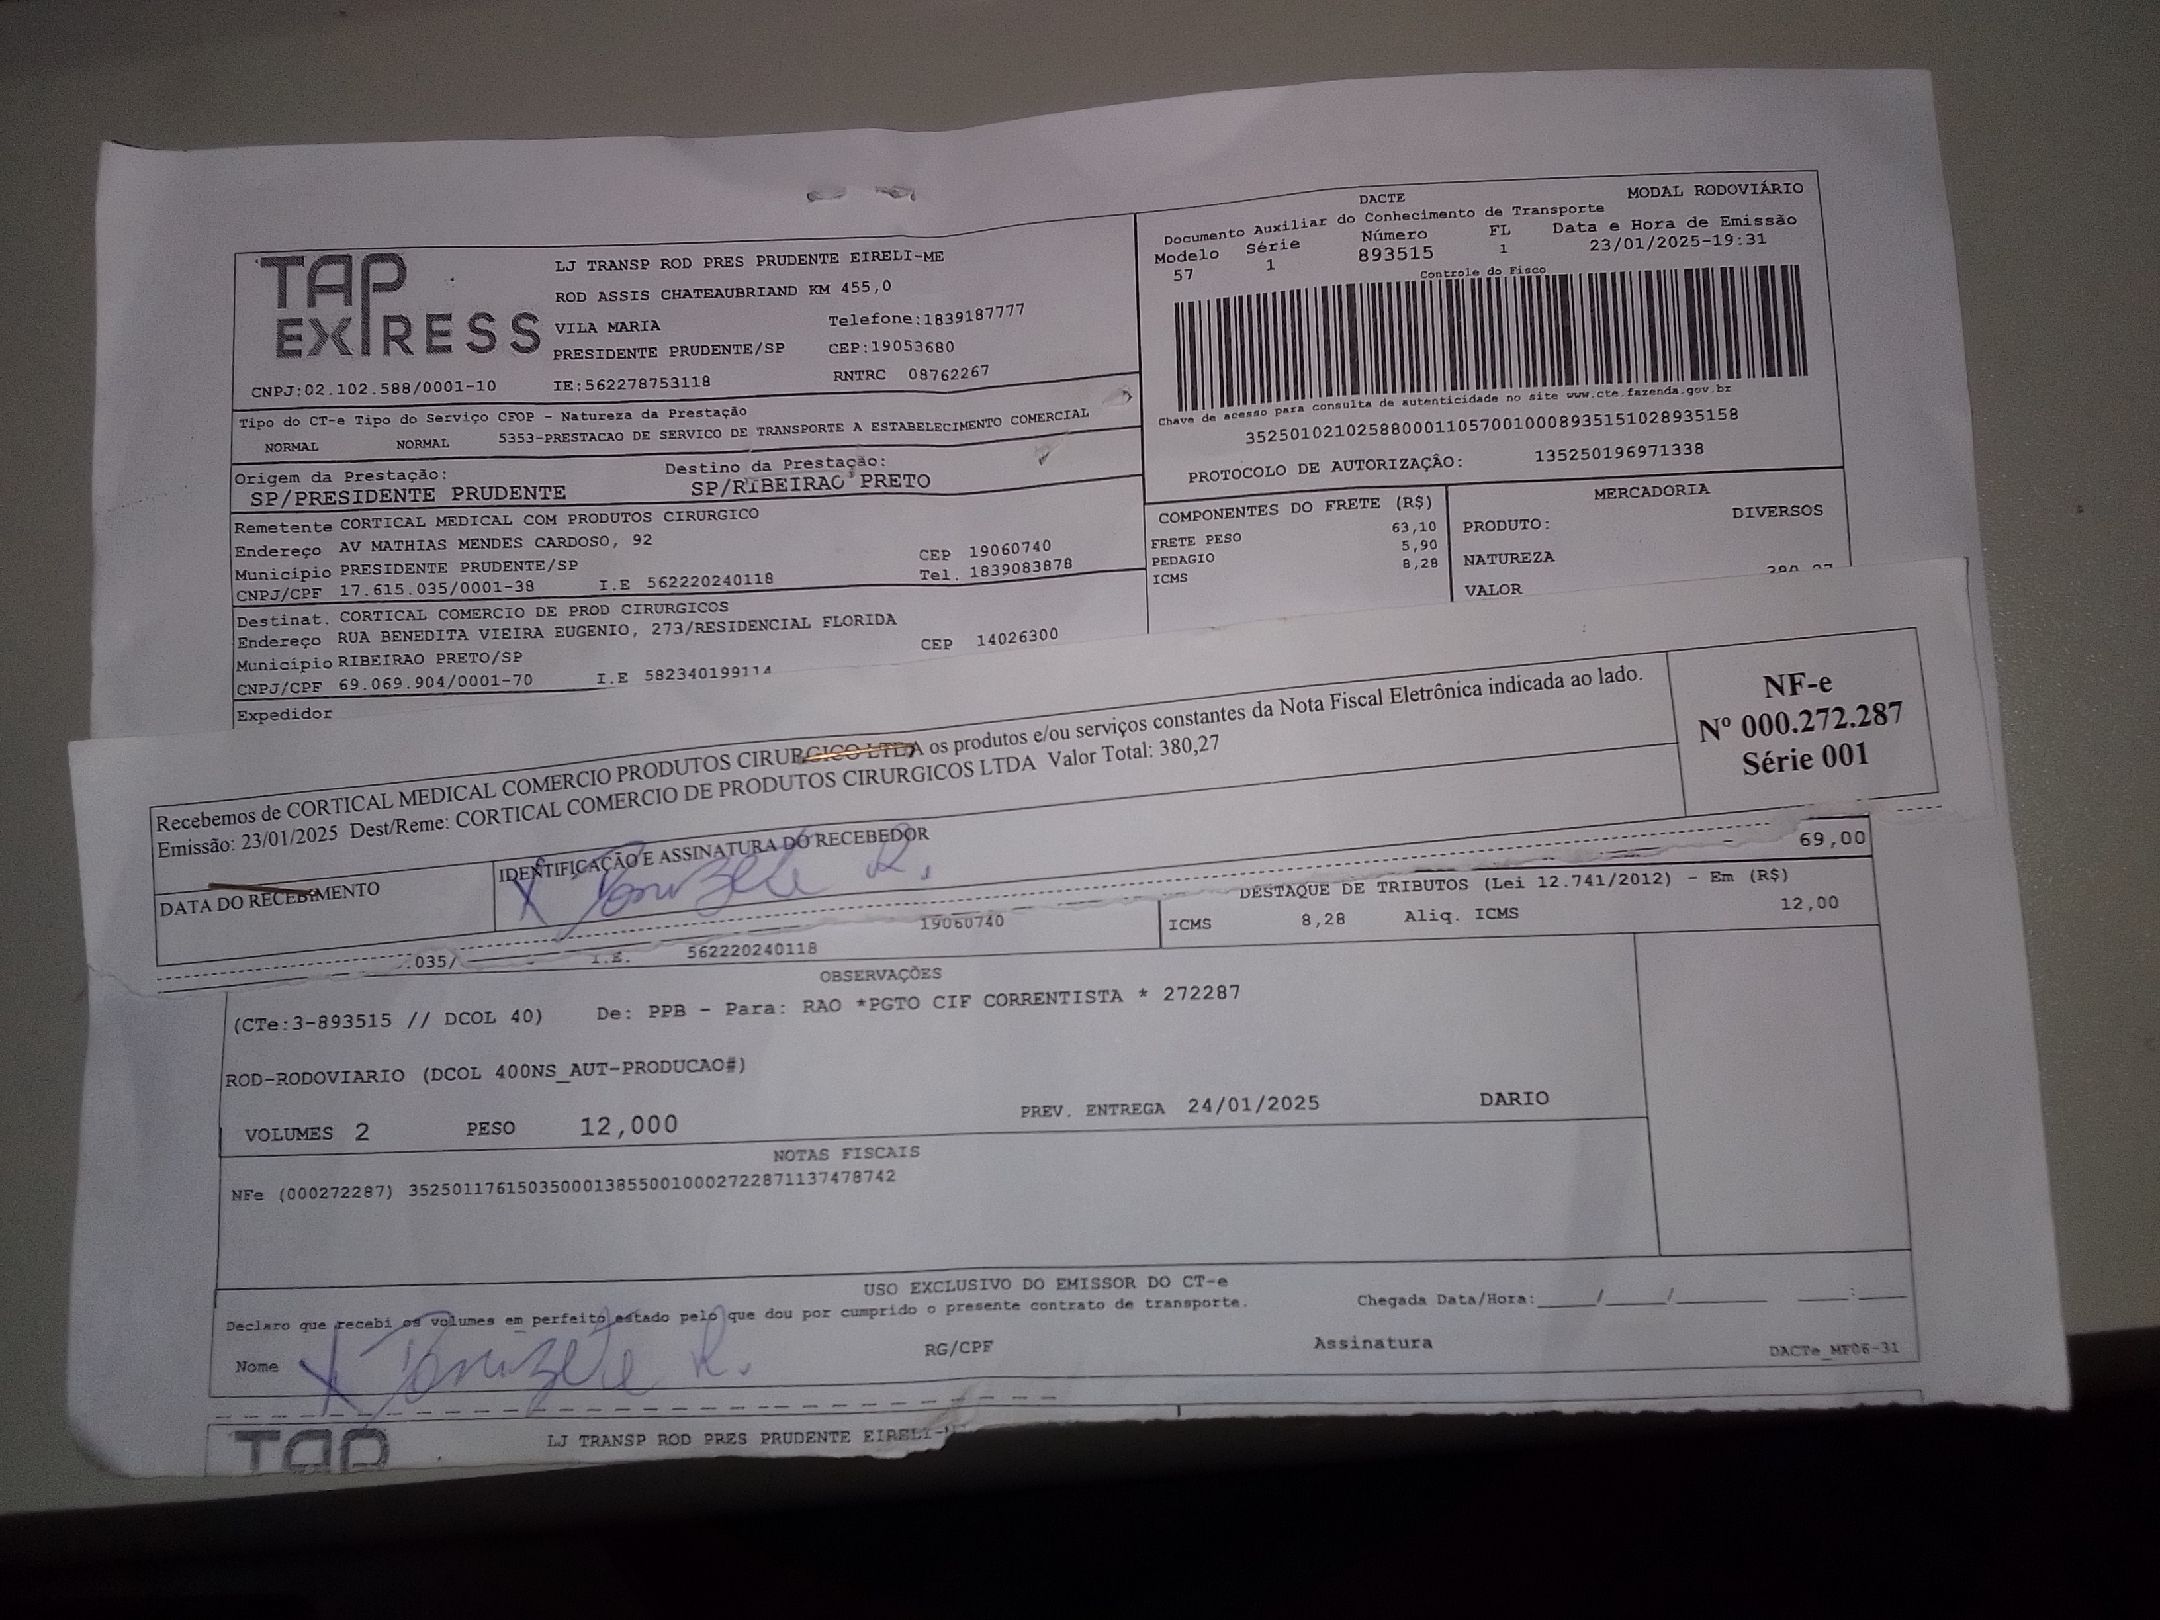 TAP
EXPRESS
LJ TRANSP ROD PRES PRUDENTE EIRELI-ME
ROD ASSIS CHATEAUBRIAND KM 455,0
VILA MARIA Telefone:1839187777
PRESIDENTE PRUDENTE/SP CEP:19053680
CNPJ:02.102.588/0001-10 IE:562278753118 RNTRC 08762267
DACTE MODAL RODOVIÁRIO
Documento Auxiliar do Conhecimento de Transporte
Modelo Série Número FL Data e Hora de Emissão
57 1 893515 1 23/01/2025-19:31
Controle do Fisco
Chave de acesso para consulta de autenticidade no site www.cte.fazenda.gov.br
35250102102588000110570010008935151028935158
PROTOCOLO DE AUTORIZAÇÃO: 135250196971338
Tipo do CT-e Tipo do Serviço CFOP - Natureza da Prestação
NORMAL NORMAL 5353-PRESTACAO DE SERVICO DE TRANSPORTE A ESTABELECIMENTO COMERCIAL
Origem da Prestação: Destino da Prestação:
SP/PRESIDENTE PRUDENTE SP/RIBEIRAO PRETO
Remetente CORTICAL MEDICAL COM PRODUTOS CIRURGICO
Endereço AV MATHIAS MENDES CARDOSO, 92
Município PRESIDENTE PRUDENTE/SP CEP 19060740
CNPJ/CPF 17.615.035/0001-38 I.E 562220240118 Tel. 1839083878
Destinat. CORTICAL COMERCIO DE PROD CIRURGICOS
Endereço RUA BENEDITA VIEIRA EUGENIO, 273/RESIDENCIAL FLORIDA
Município RIBEIRAO PRETO/SP CEP 14026300
CNPJ/CPF 69.069.904/0001-70 I.E 582340199114
Expedidor
COMPONENTES DO FRETE (R$)
FRETE PESO 63,10
PEDAGIO 5,90
ICMS 8,28
MERCADORIA
PRODUTO: DIVERSOS
NATUREZA
VALOR
Recebemos de CORTICAL MEDICAL COMERCIO PRODUTOS CIRURGICO LTDA os produtos e/ou serviços constantes da Nota Fiscal Eletrônica indicada ao lado.
Emissão: 23/01/2025 Dest/Reme: CORTICAL COMERCIO DE PRODUTOS CIRURGICOS LTDA Valor Total: 380,27
NF-e
Nº 000.272.287
Série 001
DATA DO RECEBIMENTO
IDENTIFICAÇÃO E ASSINATURA DO RECEBEDOR
69,00
DESTAQUE DE TRIBUTOS (Lei 12.741/2012) - Em (R$)
ICMS 8,28 Aliq. ICMS 12,00
19060740
.035/ I.E. 562220240118
OBSERVAÇÕES
(CTe:3-893515 // DCOL 40) De: PPB - Para: RAO *PGTO CIF CORRENTISTA * 272287
ROD-RODOVIARIO (DCOL 400NS_AUT-PRODUCAO#)
VOLUMES 2 PESO 12,000 PREV. ENTREGA 24/01/2025 DARIO
NOTAS FISCAIS
NFe (000272287) 35250117615035000138550010002722871137478742
USO EXCLUSIVO DO EMISSOR DO CT-e
Declaro que recebi os volumes em perfeito estado pelo que dou por cumprido o presente contrato de transporte.
Chegada Data/Hora:____/____/____ ____:____
Nome RG/CPF Assinatura
DACTe_MF06-31
TAP
LJ TRANSP ROD PRES PRUDENTE EIRELI-